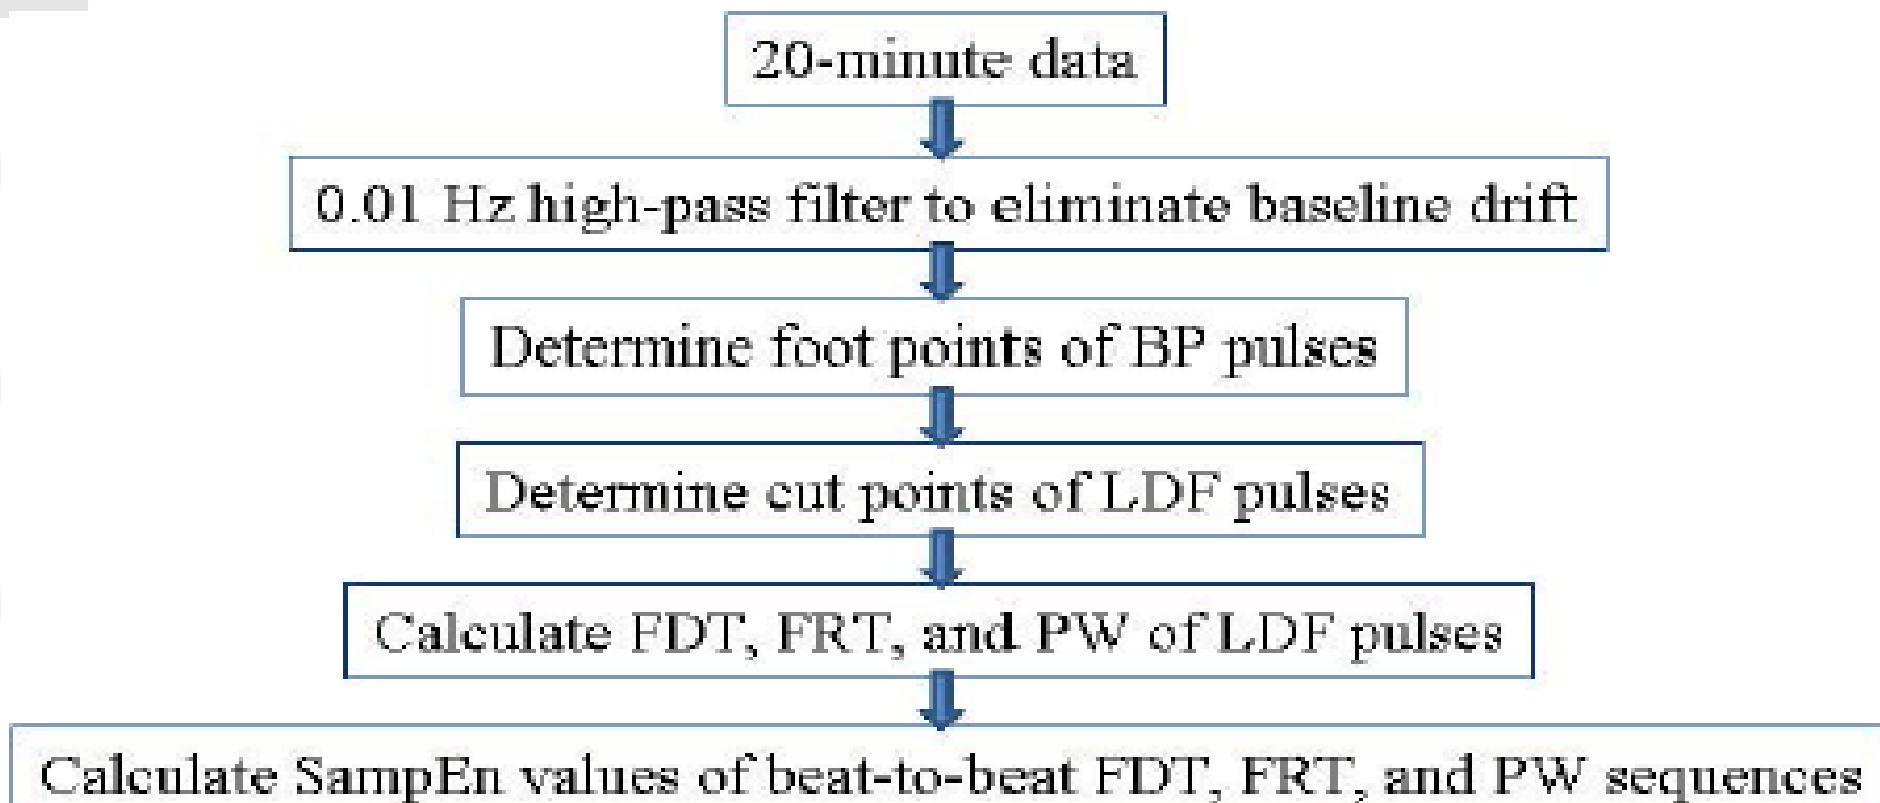 20-minute data
0.01 Hz high-pass filter to eliminate baseline drift
Determine foot points of BP pulses
Determine cut points of LDF pulses
Calculate FDT, FRT, and PW of LDF pulses
Calculate SampEn values of beat-to-beat FDT, FRT, and PW sequences